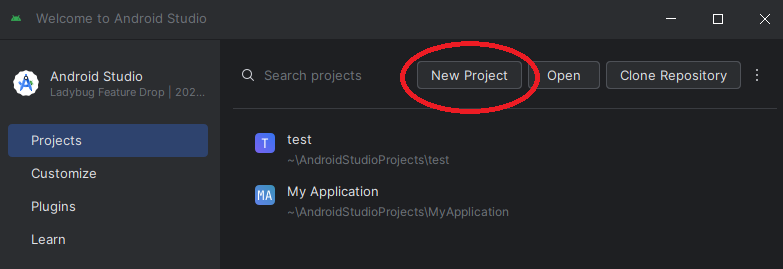 Welcome to Android Studio
Android Studio
Ladybug Feature Drop | 202...
Projects
Customize
Plugins
Learn
Search projects
New Project
Open
Clone Repository
T
test
~\AndroidStudioProjects\test
MA
My Application
~\AndroidStudioProjects\MyApplication